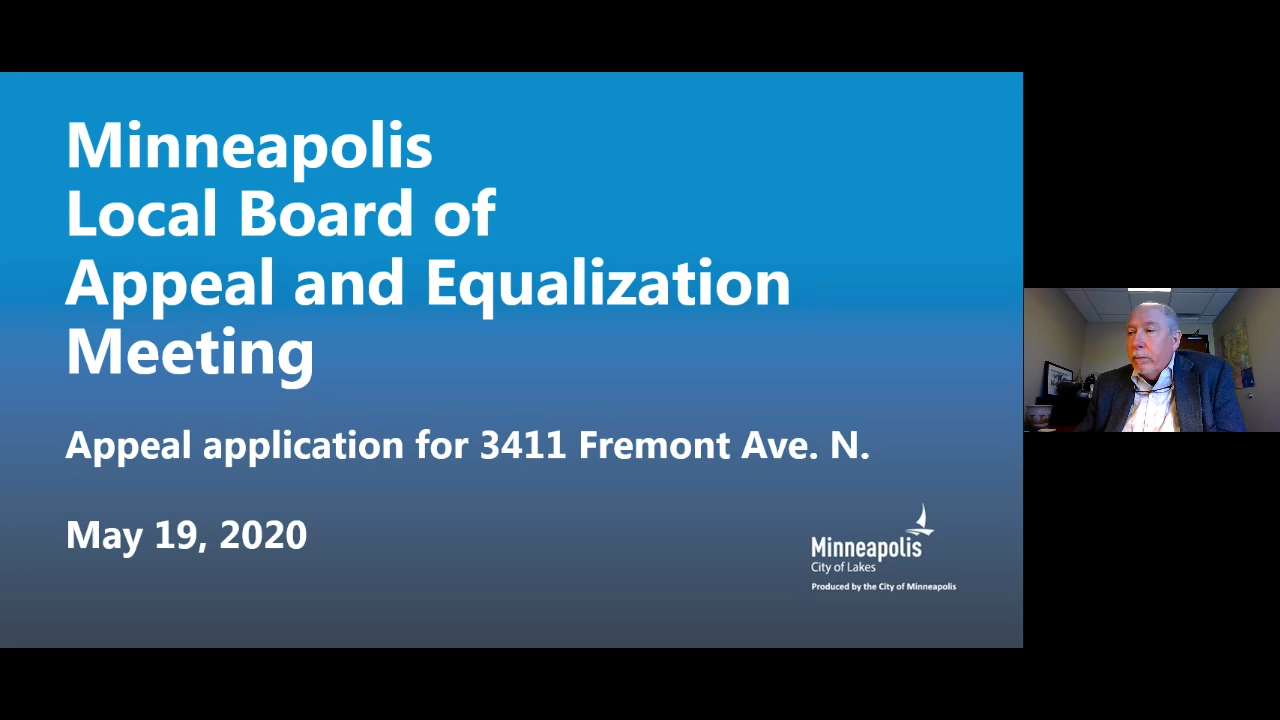 Minneapolis
Local Board of
Appeal and Equalization
Meeting
Appeal application for 3411 Fremont Ave. N.
May 19, 2020
Minneapolis
City of Lakes
Produced by the City of Minneapolis